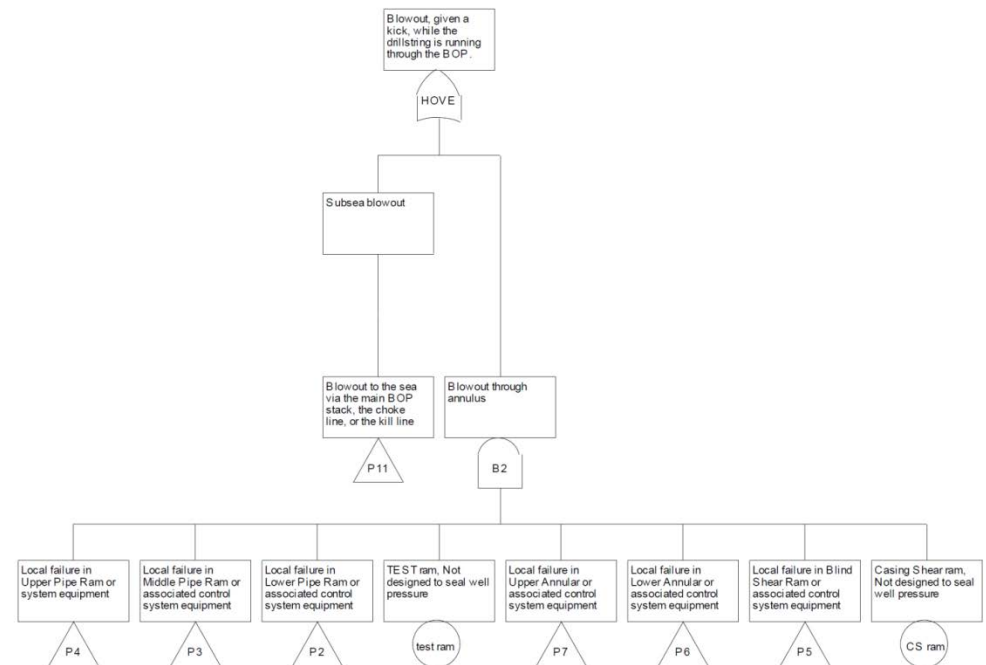 Blowout, given a
kick, while the
drillstring is running
through the BOP.
HOVE
Subsea blowout
Blowout to the sea
via the main BOP
stack, the choke
line, or the kill line
Blowout through
annulus
P11
B2
Local failure in
Upper Pipe Ram or
system equipment
Local failure in
Middle Pipe Ram or
associated control
system equipment
Local failure in
Lower Pipe Ram or
associated control
system equipment
TEST ram, Not
designed to seal well
pressure
Local failure in
Upper Annular or
associated control
system equipment
Local failure in
Lower Annular or
associated control
system equipment
Local failure in Blind
Shear Ram or
associated control
system equipment
Casing Shear ram,
Not designed to seal
well pressure
P4
P3
P2
test ram
P7
P6
P5
CS ram